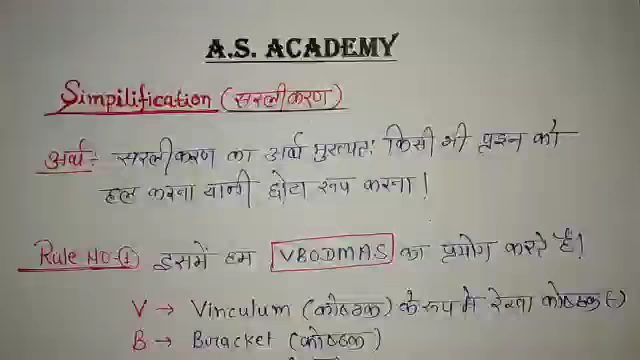 A.S. ACADEMY
Simpilification (सरलीकरण)
अर्थ:- सरलीकरण का अर्थ मुख्यत: किसी भी प्रश्न को
हल करना यानी छोटा रूप करना!
Rule NO-① इसमें हम VBODMAS का प्रयोग करते हैं!
V → Vinculum (कोष्ठक) के रूप में रेखा कोष्ठक (-)
B → Bracket (कोष्ठक)